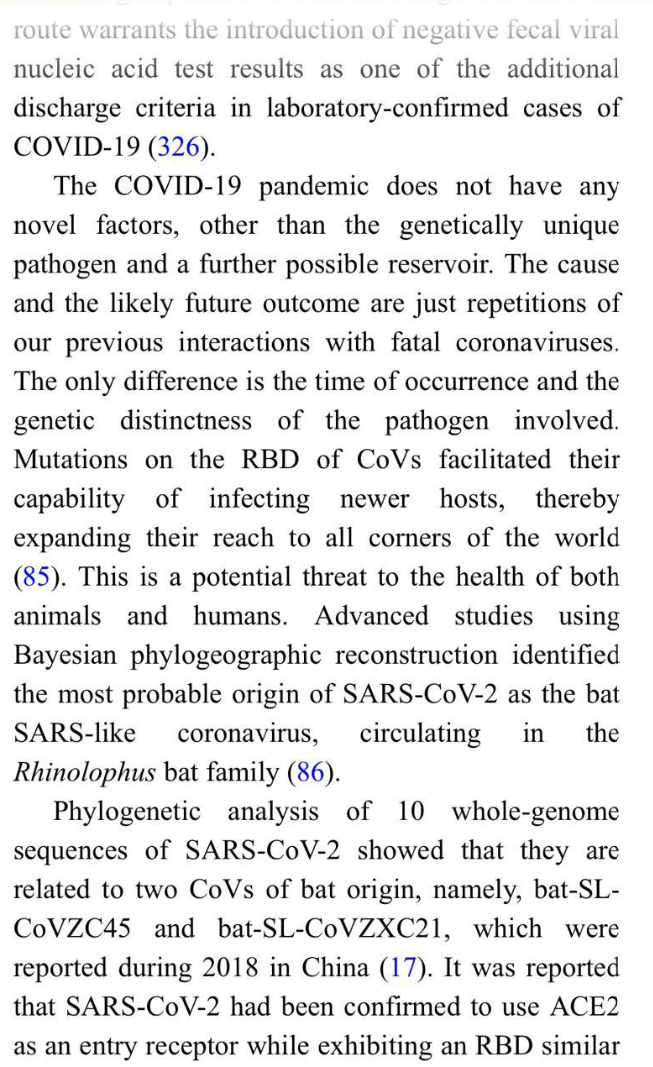 route warrants the introduction of negative fecal viral
nucleic acid test results as one of the additional
discharge criteria in laboratory-confirmed cases of
COVID-19 (326).
The COVID-19 pandemic does not have any
novel factors, other than the genetically unique
pathogen and a further possible reservoir. The cause
and the likely future outcome are just repetitions of
our previous interactions with fatal coronaviruses.
The only difference is the time of occurrence and the
genetic distinctness of the pathogen involved.
Mutations on the RBD of CoVs facilitated their
capability of infecting newer hosts, thereby
expanding their reach to all corners of the world
(85). This is a potential threat to the health of both
animals and humans. Advanced studies using
Bayesian phylogeographic reconstruction identified
the most probable origin of SARS-CoV-2 as the bat
SARS-like coronavirus, circulating in the
Rhinolophus bat family (86).
Phylogenetic analysis of 10 whole-genome
sequences of SARS-CoV-2 showed that they are
related to two CoVs of bat origin, namely, bat-SL-
CoVZC45 and bat-SL-CoVZXC21, which were
reported during 2018 in China (17). It was reported
that SARS-CoV-2 had been confirmed to use ACE2
as an entry receptor while exhibiting an RBD similar